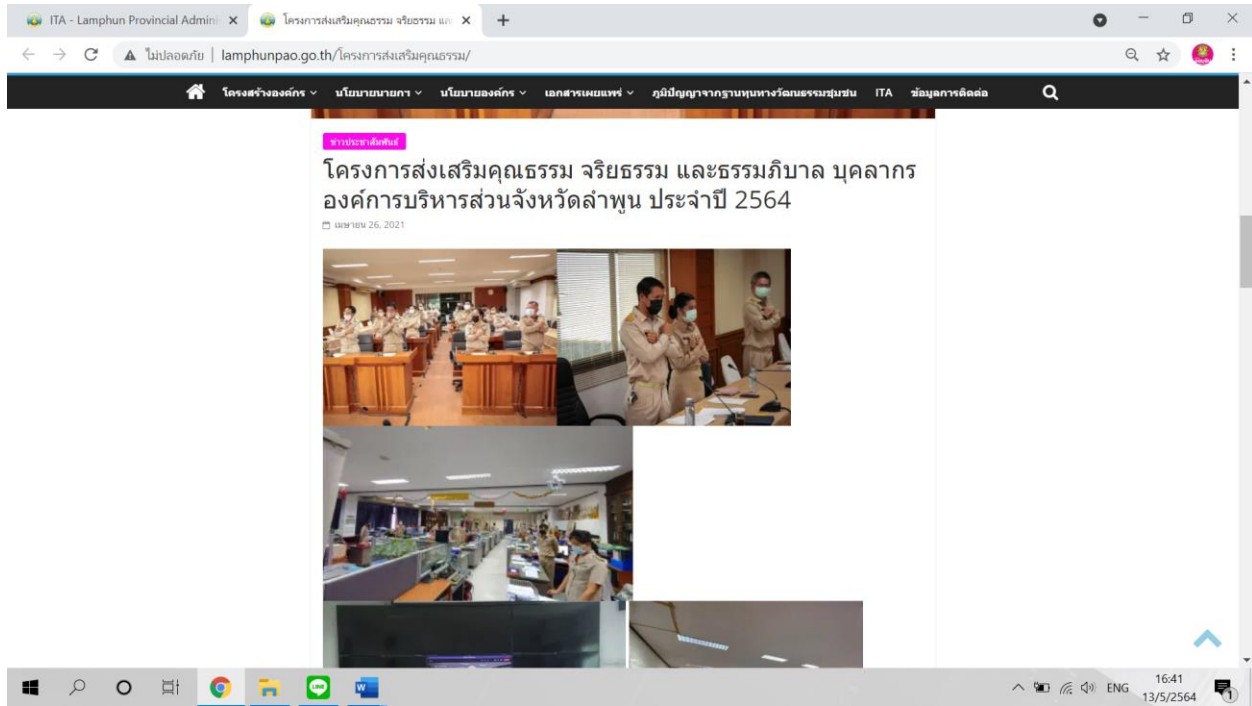 ITA - Lamphun Provincial Admini
โครงการส่งเสริมคุณธรรม จริยธรรม และ
ไม่ปลอดภัย | lamphunpao.go.th/โครงการส่งเสริมคุณธรรม/
โครงสร้างองค์กร นโยบายนายกฯ นโยบายองค์กร เอกสารเผยแพร่ ภูมิปัญญาจากฐานทุนทางวัฒนธรรมชุมชน ITA ข้อมูลการติดต่อ
ข่าวประชาสัมพันธ์
โครงการส่งเสริมคุณธรรม จริยธรรม และธรรมภิบาล บุคลากร
องค์การบริหารส่วนจังหวัดลำพูน ประจำปี 2564
เมษายน 26, 2021
LINE
W
ENG
16:41
13/5/2564
1